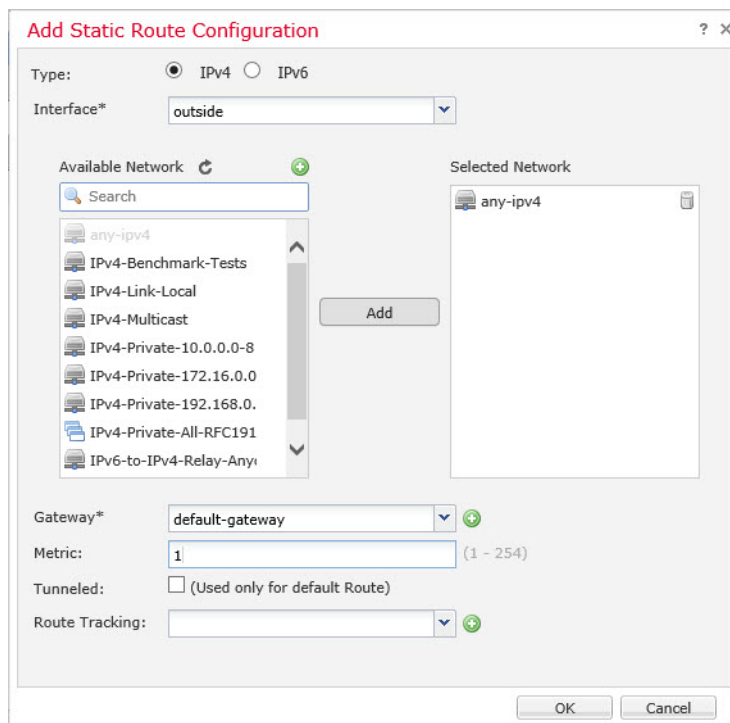 Add Static Route Configuration ? ×
Type: IPv4 IPv6
Interface* outside
Available Network Selected Network
Search
any-ipv4
any-ipv4
IPv4-Benchmark-Tests
IPv4-Link-Local
IPv4-Multicast
Add
IPv4-Private-10.0.0.0-8
IPv4-Private-172.16.0.0
IPv4-Private-192.168.0.
IPv4-Private-All-RFC191
IPv6-to-IPv4-Relay-Anyc
Gateway* default-gateway
Metric: 1 (1 - 254)
Tunneled: (Used only for default Route)
Route Tracking:
OK Cancel